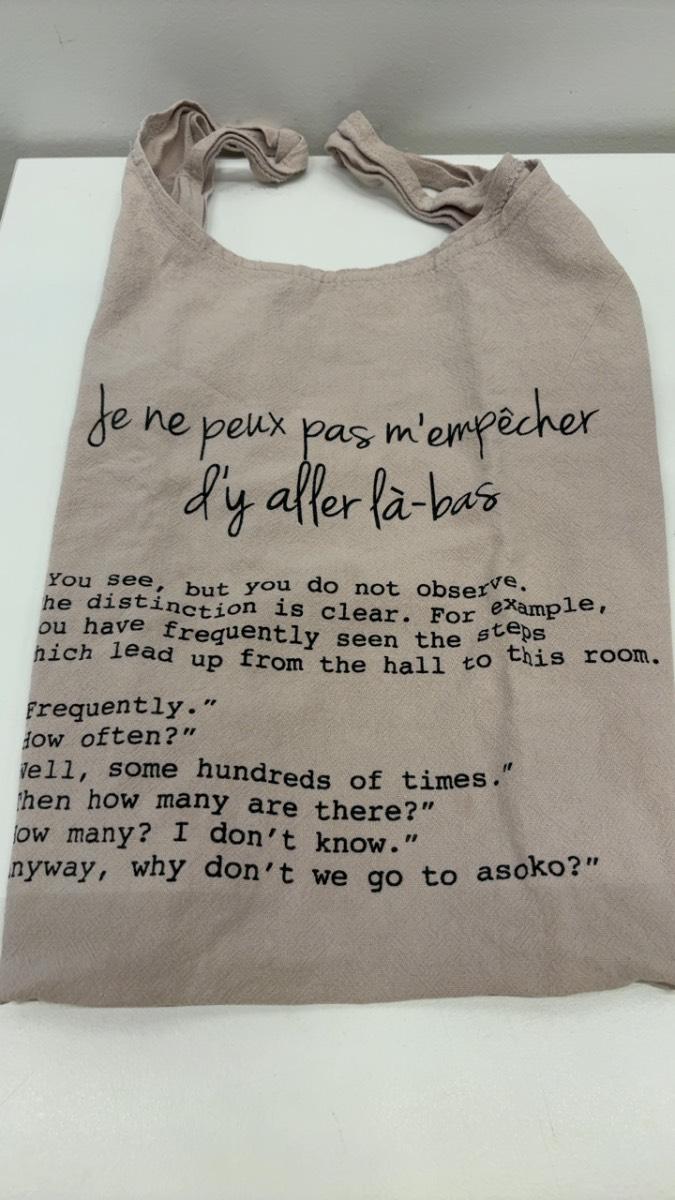 Je ne peux pas m'empêcher
d'y aller là-bas
You see, but you do not observe.
he distinction is clear. For example,
ou have frequently seen the steps
hich lead up from the hall to this room.
Frequently.”
How often?”
Well, some hundreds of times.”
Then how many are there?”
ow many? I don’t know.”
nyway, why don’t we go to asoko?”